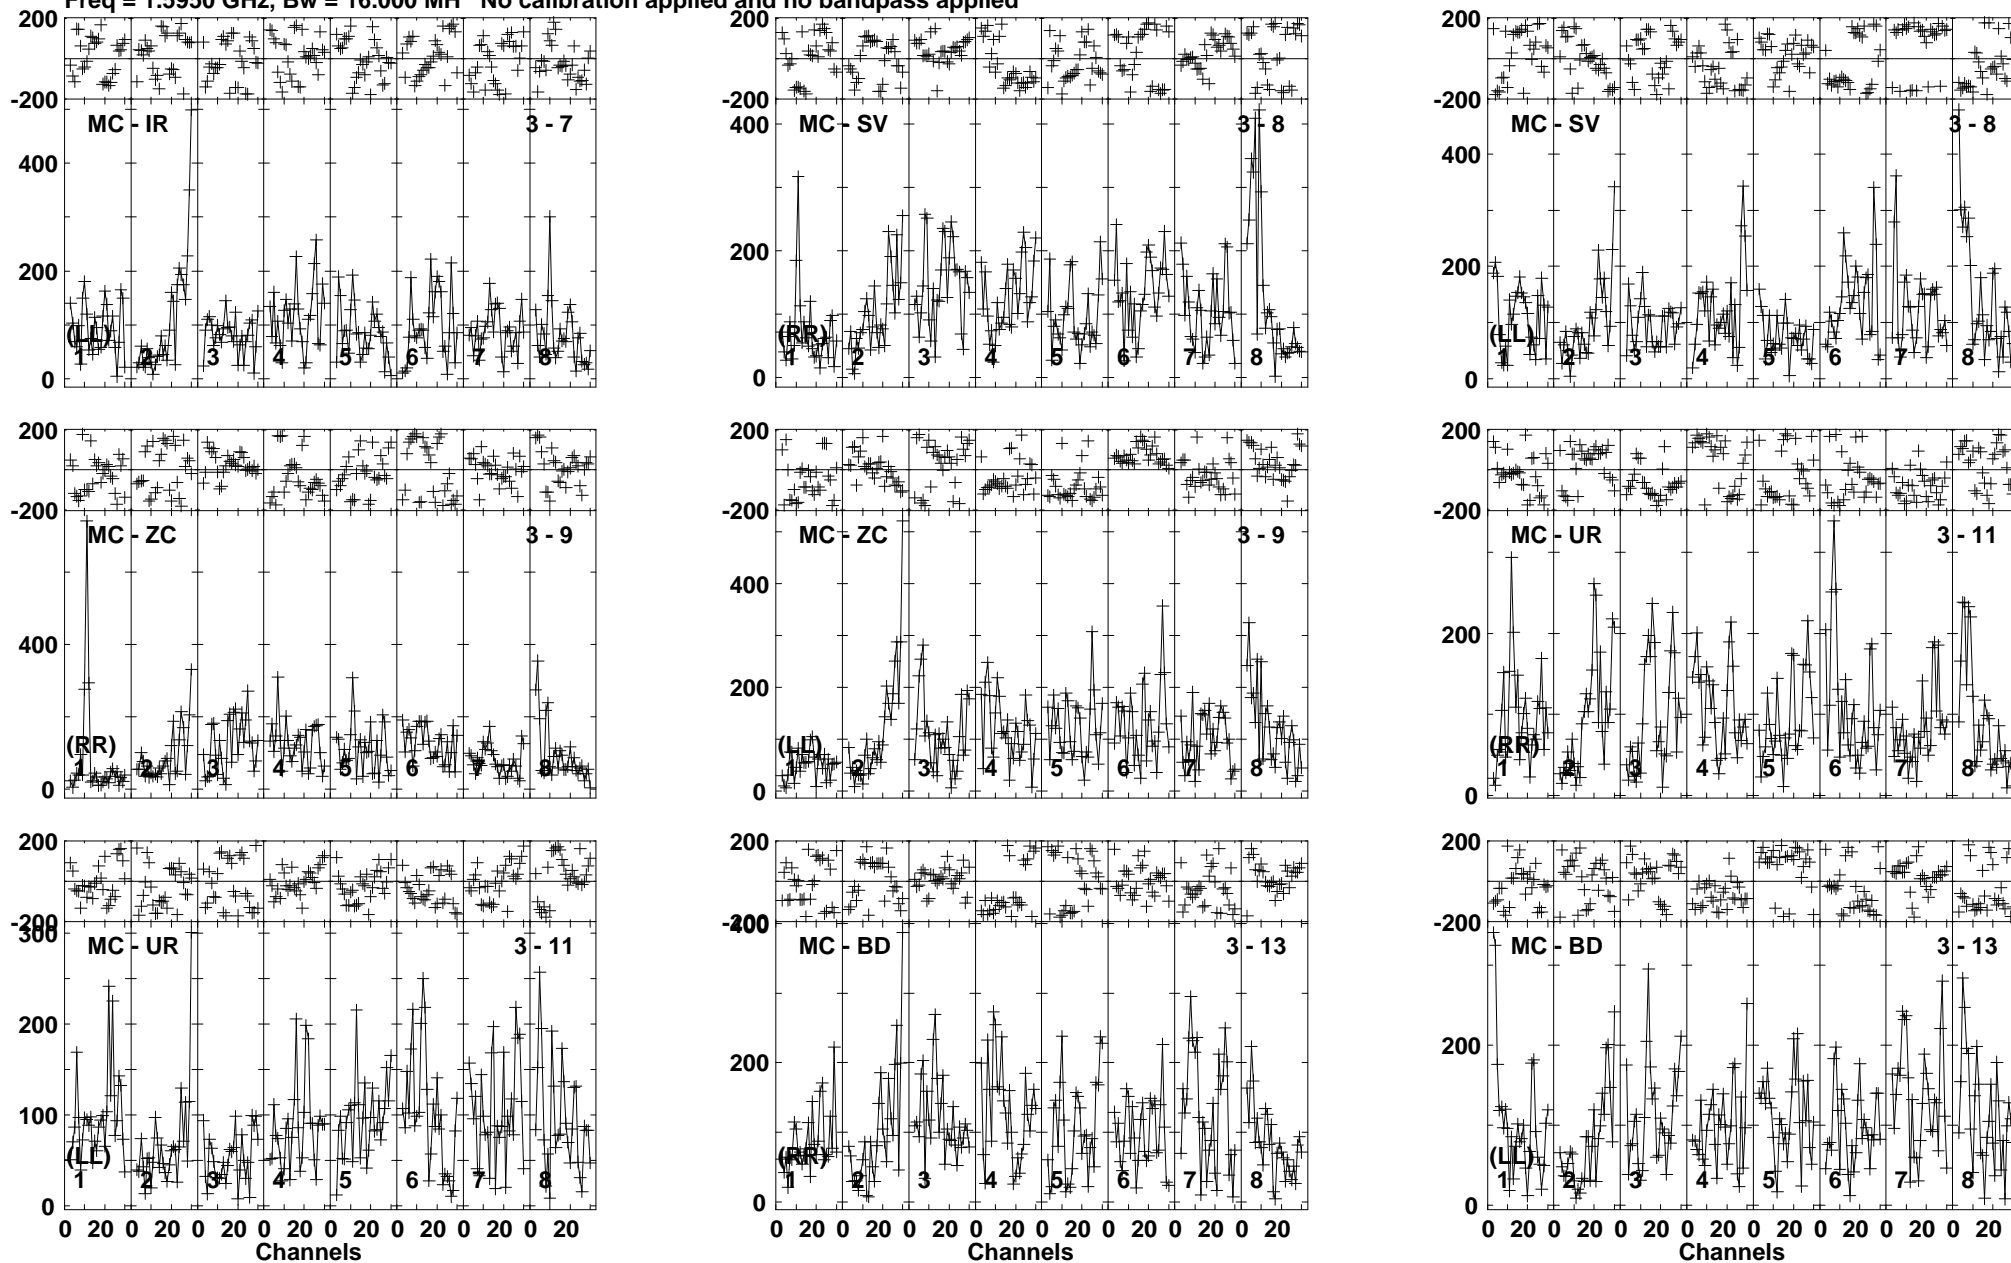 Freq = 1.5950 GHz, Bw = 16.000 MH No calibration applied and no bandpass applied
200
-200
MC - IR 3 - 7
400
200
0
(LL)
1 2 3 4 5 6 7 8
200
-200
MC - SV 3 - 8
400
200
0
(RR)
1 2 3 4 5 6 7 8
200
-200
MC - SV 3 - 8
400
200
0
(LL)
1 2 3 4 5 6 7 8
200
-200
MC - ZC 3 - 9
400
0
(RR)
1 2 3 4 5 6 7 8
200
-200
MC - ZC 3 - 9
400
200
0
(LL)
1 2 3 4 5 6 7 8
200
-200
MC - UR 3 - 11
200
0
(RR)
1 2 3 4 5 6 7 8
200
-200
300
MC - UR 3 - 11
200
100
0
(LL)
1 2 3 4 5 6 7 8
0 20 0 20 0 20 0 20 0 20 0 20 0 20 0 20
Channels
200
-200
400
MC - BD 3 - 13
200
0
(RR)
1 2 3 4 5 6 7 8
0 20 0 20 0 20 0 20 0 20 0 20 0 20 0 20
200
-200
MC - BD 3 - 13
200
0
(LL)
1 2 3 4 5 6 7 8
0 20 0 20 0 20 0 20 0 20 0 20 0 20 0 20
Channels